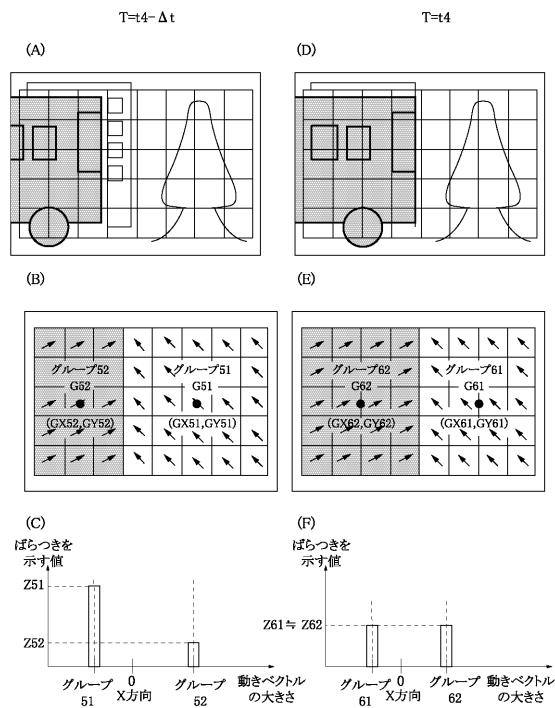 T=t4-Δt
T=t4
(A)
(D)
(B)
(E)
グループ52
グループ51
G52
G51
(GX52,GY52)
(GX51,GY51)
グループ62
グループ61
G62
G61
(GX62,GY62)
(GX61,GY61)
(C)
(F)
ばらつきを
示す値
Z51
Z52
グループ
51
0
X方向
グループ
52
動きベクトル
の大きさ
ばらつきを
示す値
Z61≒Z62
グループ
61
0
X方向
グループ
62
動きベクトル
の大きさ